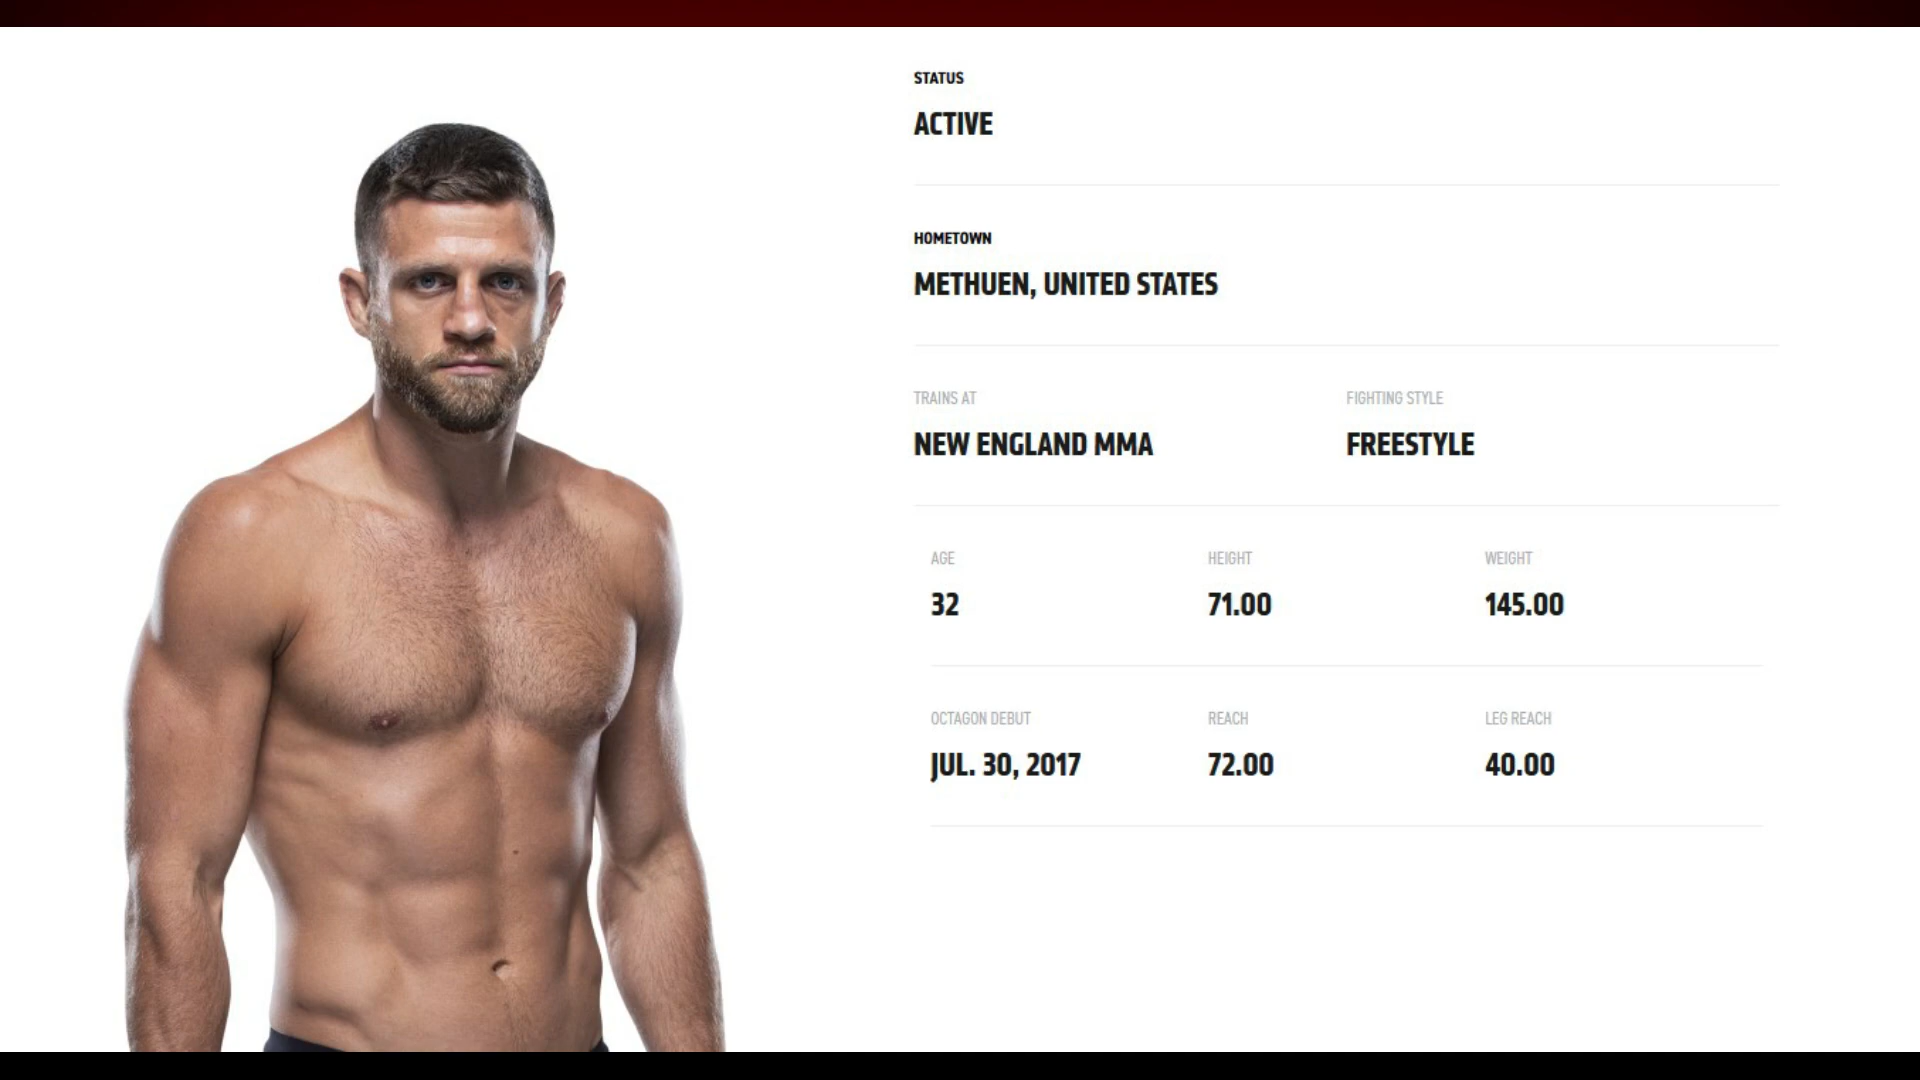 STATUS
ACTIVE
HOMETOWN
METHUEN, UNITED STATES
TRAINS AT
FIGHTING STYLE
NEW ENGLAND MMA
FREESTYLE
AGE
HEIGHT
WEIGHT
32
71.00
145.00
OCTAGON DEBUT
REACH
LEG REACH
JUL. 30, 2017
72.00
40.00